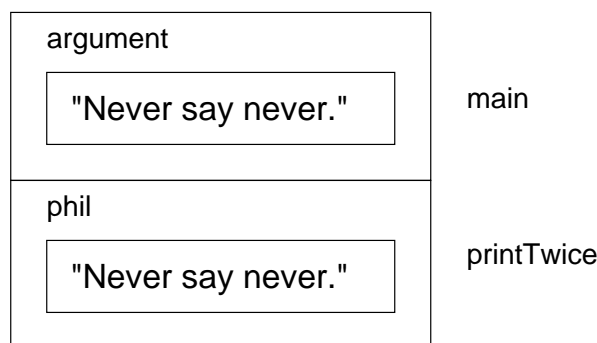 argument
"Never say never."
main
phil
"Never say never."
printTwice